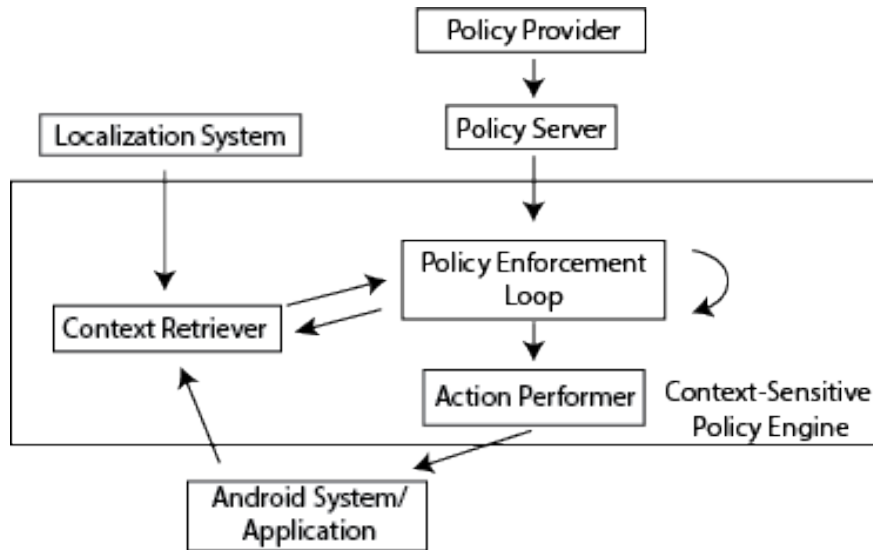 Policy Provider
Policy Server
Localization System
Policy Enforcement
Loop
Context Retriever
Action Performer
Context-Sensitive
Policy Engine
Android System/
Application